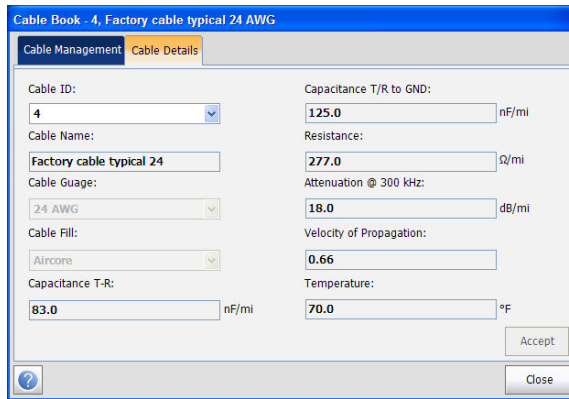 Cable Book - 4, Factory cable typical 24 AWG
Cable Management
Cable Details
Cable ID:
4
Cable Name:
Factory cable typical 24
Cable Guage:
24 AWG
Cable Fill:
Aircore
Capacitance T-R:
83.0 nF/mi
Capacitance T/R to GND:
125.0 nF/mi
Resistance:
277.0 Ω/mi
Attenuation @ 300 kHz:
18.0 dB/mi
Velocity of Propagation:
0.66
Temperature:
70.0 °F
Accept
?
Close